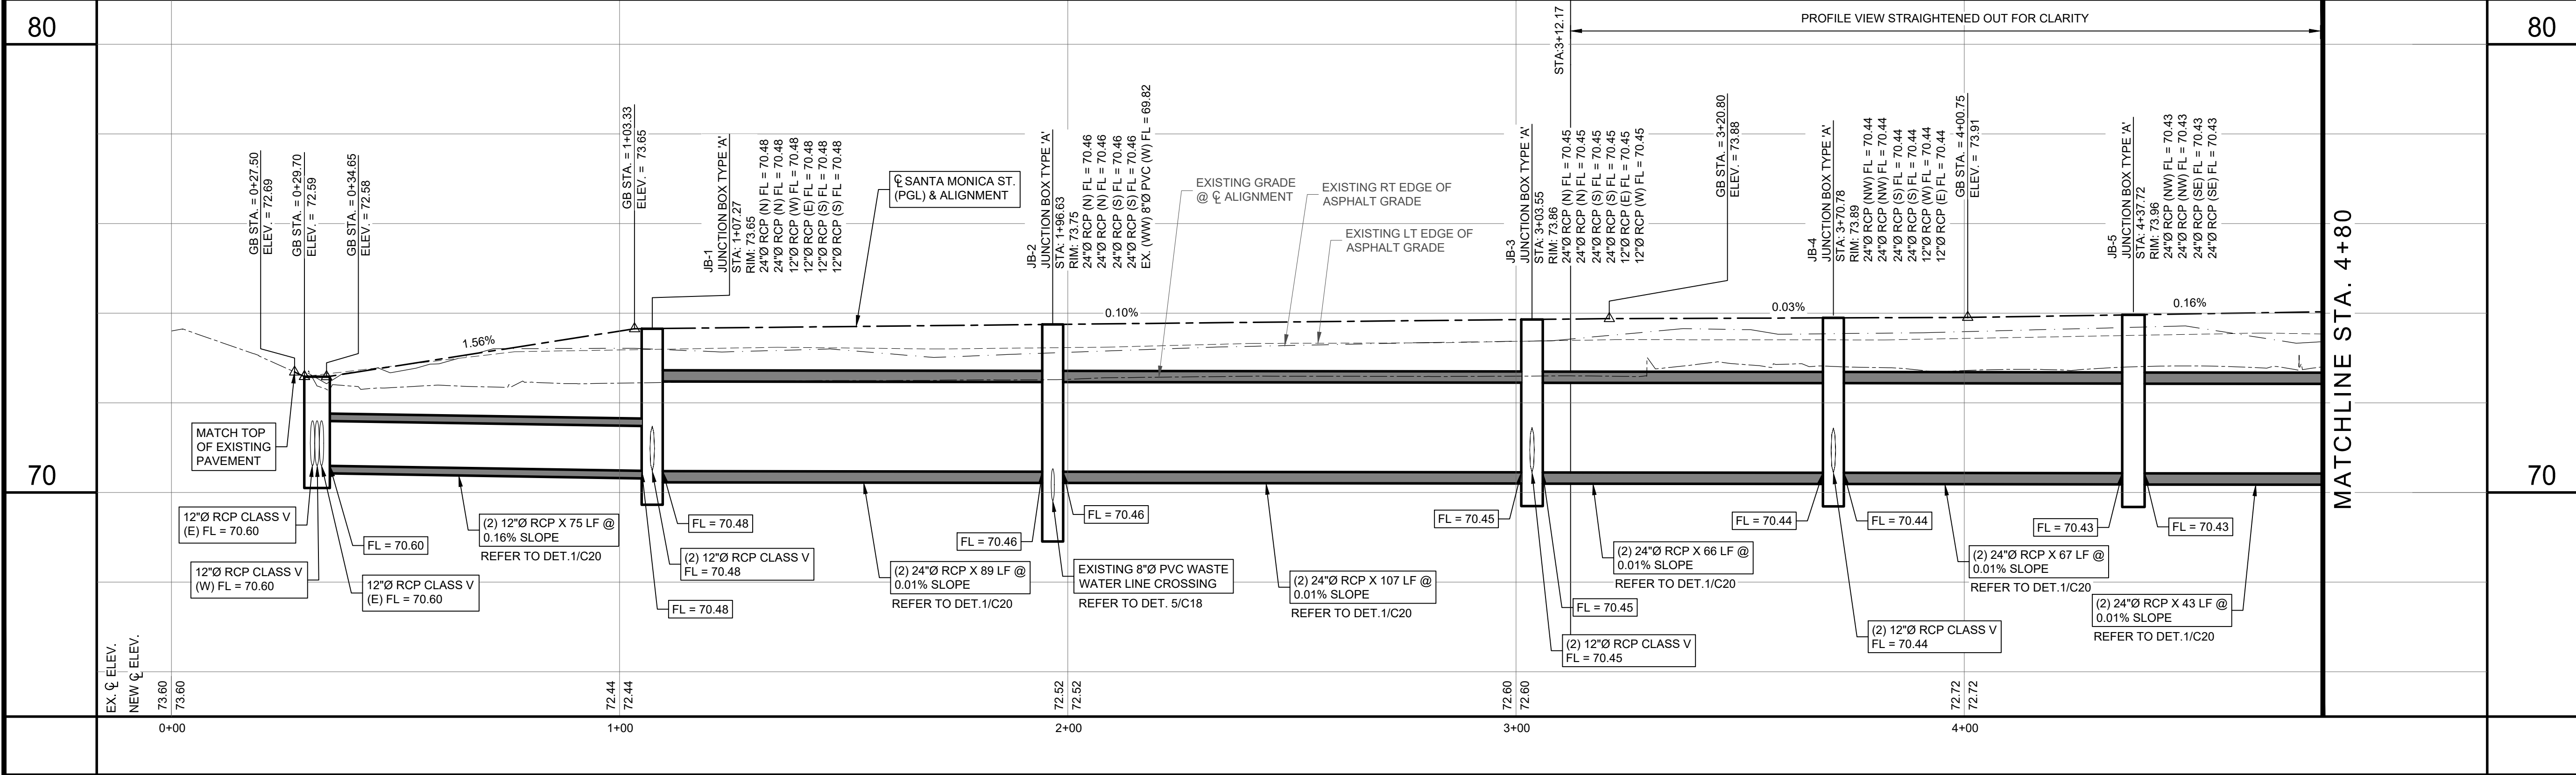 80
80
70
70
PROFILE VIEW STRAIGHTENED OUT FOR CLARITY
STA:3+12.17
GB STA. = 0+27.50
ELEV. = 72.69
GB STA. = 0+29.70
ELEV. = 72.59
GB STA. = 0+34.65
ELEV. = 72.58
GB STA. = 1+03.33
ELEV. = 73.65
JB-1
JUNCTION BOX TYPE 'A'
STA: 1+07.27
RIM: 73.65
24"Ø RCP (N) FL = 70.48
24"Ø RCP (N) FL = 70.48
12"Ø RCP (W) FL = 70.48
12"Ø RCP (E) FL = 70.48
12"Ø RCP (S) FL = 70.48
12"Ø RCP (S) FL = 70.48
℄ SANTA MONICA ST.
(PGL) & ALIGNMENT
JB-2
JUNCTION BOX TYPE 'A'
STA: 1+96.63
RIM: 73.75
24"Ø RCP (N) FL = 70.46
24"Ø RCP (N) FL = 70.46
24"Ø RCP (S) FL = 70.46
24"Ø RCP (S) FL = 70.46
EX. (WW) 8"Ø PVC (W) FL = 69.82
EXISTING GRADE
@ ℄ ALIGNMENT
EXISTING RT EDGE OF
ASPHALT GRADE
EXISTING LT EDGE OF
ASPHALT GRADE
JB-3
JUNCTION BOX TYPE 'A'
STA: 3+03.55
RIM: 73.86
24"Ø RCP (N) FL = 70.45
24"Ø RCP (N) FL = 70.45
24"Ø RCP (S) FL = 70.45
24"Ø RCP (S) FL = 70.45
12"Ø RCP (E) FL = 70.45
12"Ø RCP (W) FL = 70.45
GB STA. = 3+20.80
ELEV. = 73.88
JB-4
JUNCTION BOX TYPE 'A'
STA: 3+70.78
RIM: 73.89
24"Ø RCP (NW) FL = 70.44
24"Ø RCP (NW) FL = 70.44
24"Ø RCP (S) FL = 70.44
24"Ø RCP (S) FL = 70.44
12"Ø RCP (W) FL = 70.44
12"Ø RCP (E) FL = 70.44
GB STA. = 4+00.75
ELEV. = 73.91
JB-5
JUNCTION BOX TYPE 'A'
STA: 4+37.72
RIM: 73.96
24"Ø RCP (NW) FL = 70.43
24"Ø RCP (NW) FL = 70.43
24"Ø RCP (SE) FL = 70.43
24"Ø RCP (SE) FL = 70.43
1.56%
0.10%
0.03%
0.16%
MATCHLINE STA. 4+80
MATCH TOP
OF EXISTING
PAVEMENT
12"Ø RCP CLASS V
(E) FL = 70.60
12"Ø RCP CLASS V
(W) FL = 70.60
FL = 70.60
12"Ø RCP CLASS V
(E) FL = 70.60
(2) 12"Ø RCP X 75 LF @
0.16% SLOPE
REFER TO DET.1/C20
FL = 70.48
(2) 12"Ø RCP CLASS V
FL = 70.48
FL = 70.48
(2) 24"Ø RCP X 89 LF @
0.01% SLOPE
REFER TO DET.1/C20
FL = 70.46
FL = 70.46
EXISTING 8"Ø PVC WASTE
WATER LINE CROSSING
REFER TO DET. 5/C18
(2) 24"Ø RCP X 107 LF @
0.01% SLOPE
REFER TO DET.1/C20
FL = 70.45
FL = 70.45
(2) 12"Ø RCP CLASS V
FL = 70.45
(2) 24"Ø RCP X 66 LF @
0.01% SLOPE
REFER TO DET.1/C20
FL = 70.44
FL = 70.44
(2) 12"Ø RCP CLASS V
FL = 70.44
(2) 24"Ø RCP X 67 LF @
0.01% SLOPE
REFER TO DET.1/C20
FL = 70.43
FL = 70.43
(2) 24"Ø RCP X 43 LF @
0.01% SLOPE
REFER TO DET.1/C20
EX. ℄ ELEV.
NEW ℄ ELEV.
73.60
73.60
72.44
72.44
72.52
72.52
72.60
72.60
72.72
72.72
0+00
1+00
2+00
3+00
4+00